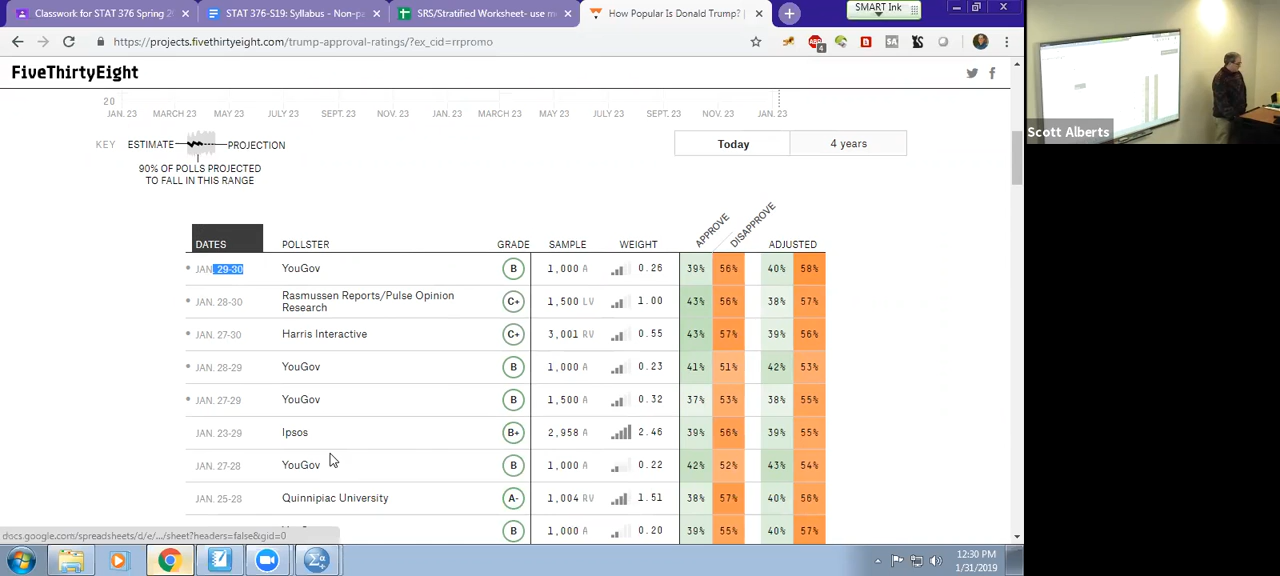 STAT 376 Spring 2
STAT 376-S19: Syllabus - Non-pa
SRS/Stratified Worksheet- use m
How Popular Is Donald Trump? |
SMART Ink
https://projects.fivethirtyeight.com/trump-approval-ratings/?ex_cid=rrpromo
FiveThirtyEight
20
JAN. 23 MARCH 23 MAY 23 JULY 23 SEPT. 23 NOV. 23 JAN. 23 MARCH 23 MAY 23 JULY 23 SEPT. 23 NOV. 23 JAN. 23
KEY ESTIMATE PROJECTION
90% OF POLLS PROJECTED
TO FALL IN THIS RANGE
Today 4 years
DATES POLLSTER GRADE SAMPLE WEIGHT APPROVE DISAPPROVE ADJUSTED
JAN. 29-30 YouGov B 1,000 A 0.26 39% 56% 40% 58%
JAN. 28-30 Rasmussen Reports/Pulse Opinion Research C+ 1,500 LV 1.00 43% 56% 38% 57%
JAN. 27-30 Harris Interactive C+ 3,001 RV 0.55 43% 57% 39% 56%
JAN. 28-29 YouGov B 1,000 A 0.23 41% 51% 42% 53%
JAN. 27-29 YouGov B 1,500 A 0.32 37% 53% 38% 55%
JAN. 23-29 Ipsos B+ 2,958 A 2.46 39% 56% 39% 55%
JAN. 27-28 YouGov B 1,000 A 0.22 42% 52% 43% 54%
JAN. 25-28 Quinnipiac University A- 1,004 RV 1.51 38% 57% 40% 56%
B 1,000 A 0.20 39% 55% 40% 57%
docs.google.com/spreadsheets/d/e/.../sheet?headers=false&gid=0
12:30 PM
1/31/2019
Scott Alberts